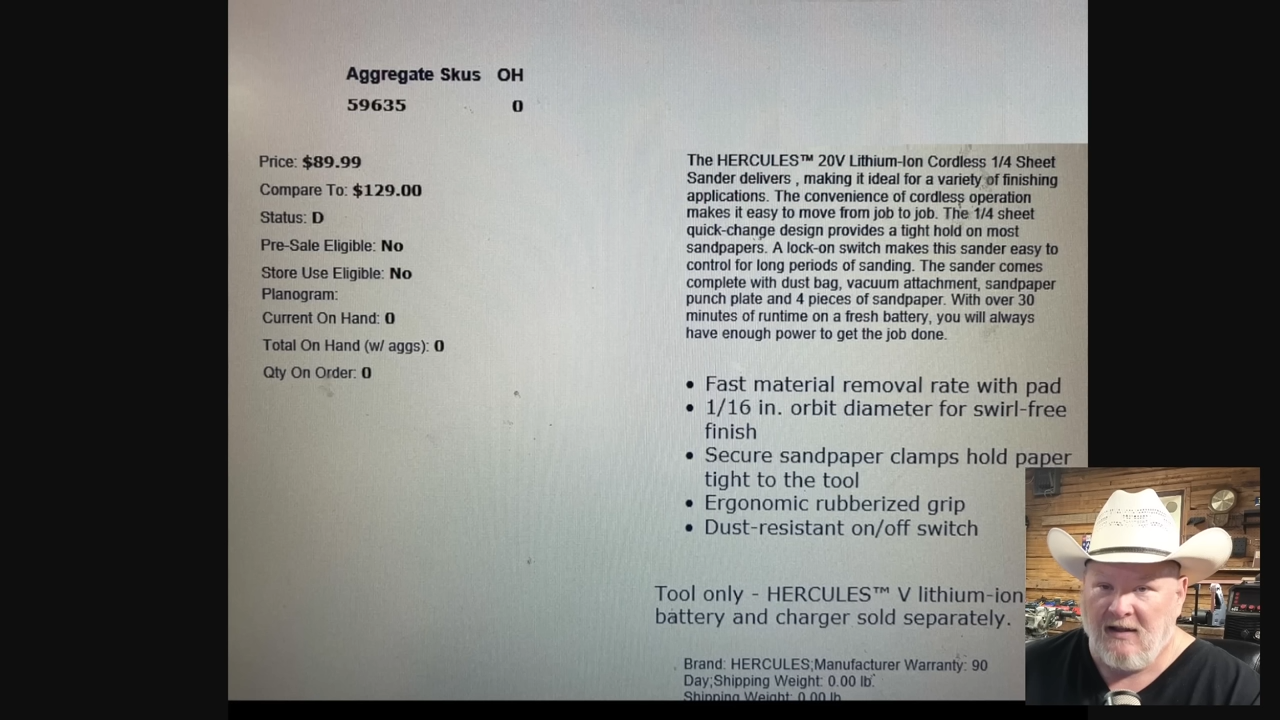 Aggregate Skus OH
59635 0
Price: $89.99
Compare To: $129.00
Status: D
Pre-Sale Eligible: No
Store Use Eligible: No
Planogram:
Current On Hand: 0
Total On Hand (w/ aggs): 0
Qty On Order: 0
The HERCULES™ 20V Lithium-Ion Cordless 1/4 Sheet
Sander delivers , making it ideal for a variety of finishing
applications. The convenience of cordless operation
makes it easy to move from job to job. The 1/4 sheet
quick-change design provides a tight hold on most
sandpapers. A lock-on switch makes this sander easy to
control for long periods of sanding. The sander comes
complete with dust bag, vacuum attachment, sandpaper
punch plate and 4 pieces of sandpaper. With over 30
minutes of runtime on a fresh battery, you will always
have enough power to get the job done.
• Fast material removal rate with pad
• 1/16 in. orbit diameter for swirl-free
finish
• Secure sandpaper clamps hold paper
tight to the tool
• Ergonomic rubberized grip
• Dust-resistant on/off switch
Tool only - HERCULES™ V lithium-ion
battery and charger sold separately.
Brand: HERCULES;Manufacturer Warranty: 90
Day;Shipping Weight: 0.00 lb.
Shipping Weight: 0.00 lb